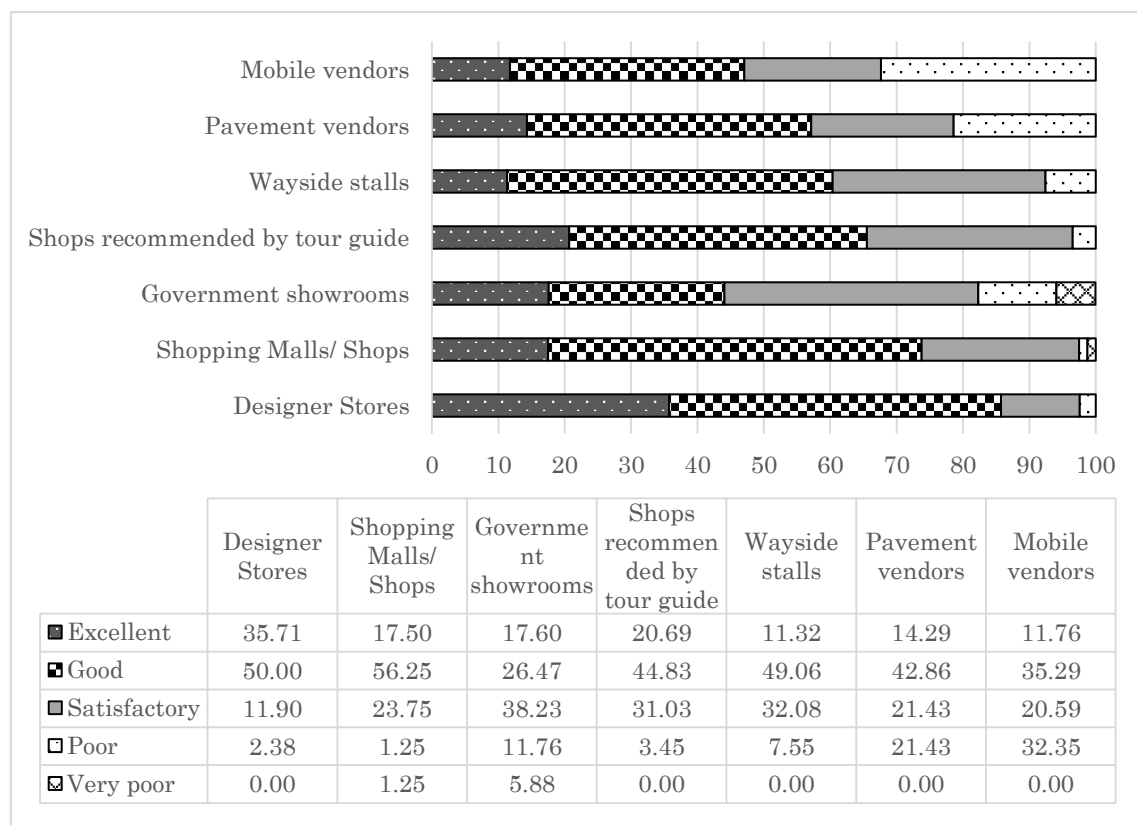 Mobile vendors
Pavement vendors
Wayside stalls
Shops recommended by tour guide
Government showrooms
Shopping Malls/ Shops
Designer Stores
0 10 20 30 40 50 60 70 80 90 100
Designer
Stores
Shopping
Malls/
Shops
Governme
nt
showrooms
Shops
recommen
ded by
tour guide
Wayside
stalls
Pavement
vendors
Mobile
vendors
Excellent 35.71 17.50 17.60 20.69 11.32 14.29 11.76
Good 50.00 56.25 26.47 44.83 49.06 42.86 35.29
Satisfactory 11.90 23.75 38.23 31.03 32.08 21.43 20.59
Poor 2.38 1.25 11.76 3.45 7.55 21.43 32.35
Very poor 0.00 1.25 5.88 0.00 0.00 0.00 0.00